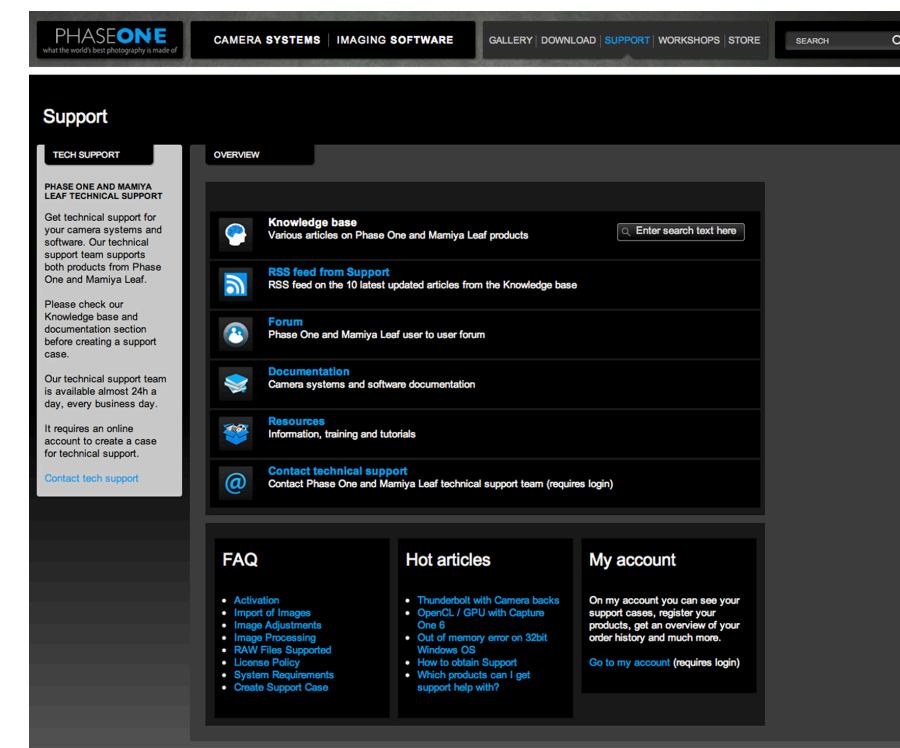 PHASEONE
what the world's best photography is made of
CAMERA SYSTEMS | IMAGING SOFTWARE
GALLERY | DOWNLOAD | SUPPORT | WORKSHOPS | STORE
SEARCH
Support
TECH SUPPORT
PHASE ONE AND MAMIYA
LEAF TECHNICAL SUPPORT
Get technical support for
your camera systems and
software. Our technical
support team supports
both products from Phase
One and Mamiya Leaf.
Please check our
Knowledge base and
documentation section
before creating a support
case.
Our technical support team
is available almost 24h a
day, every business day.
It requires an online
account to create a case
for technical support.
Contact tech support
OVERVIEW
Knowledge base
Various articles on Phase One and Mamiya Leaf products
Enter search text here
RSS feed from Support
RSS feed on the 10 latest updated articles from the Knowledge base
Forum
Phase One and Mamiya Leaf user to user forum
Documentation
Camera systems and software documentation
Resources
Information, training and tutorials
@
Contact technical support
Contact Phase One and Mamiya Leaf technical support team (requires login)
FAQ
• Activation
• Import of Images
• Image Adjustments
• Image Processing
• RAW Files Supported
• License Policy
• System Requirements
• Create Support Case
Hot articles
• Thunderbolt with Camera backs
• OpenCL / GPU with Capture
One 6
• Out of memory error on 32bit
Windows OS
• How to obtain Support
• Which products can I get
support help with?
My account
On my account you can see your
support cases, register your
products, get an overview of your
order history and much more.
Go to my account (requires login)